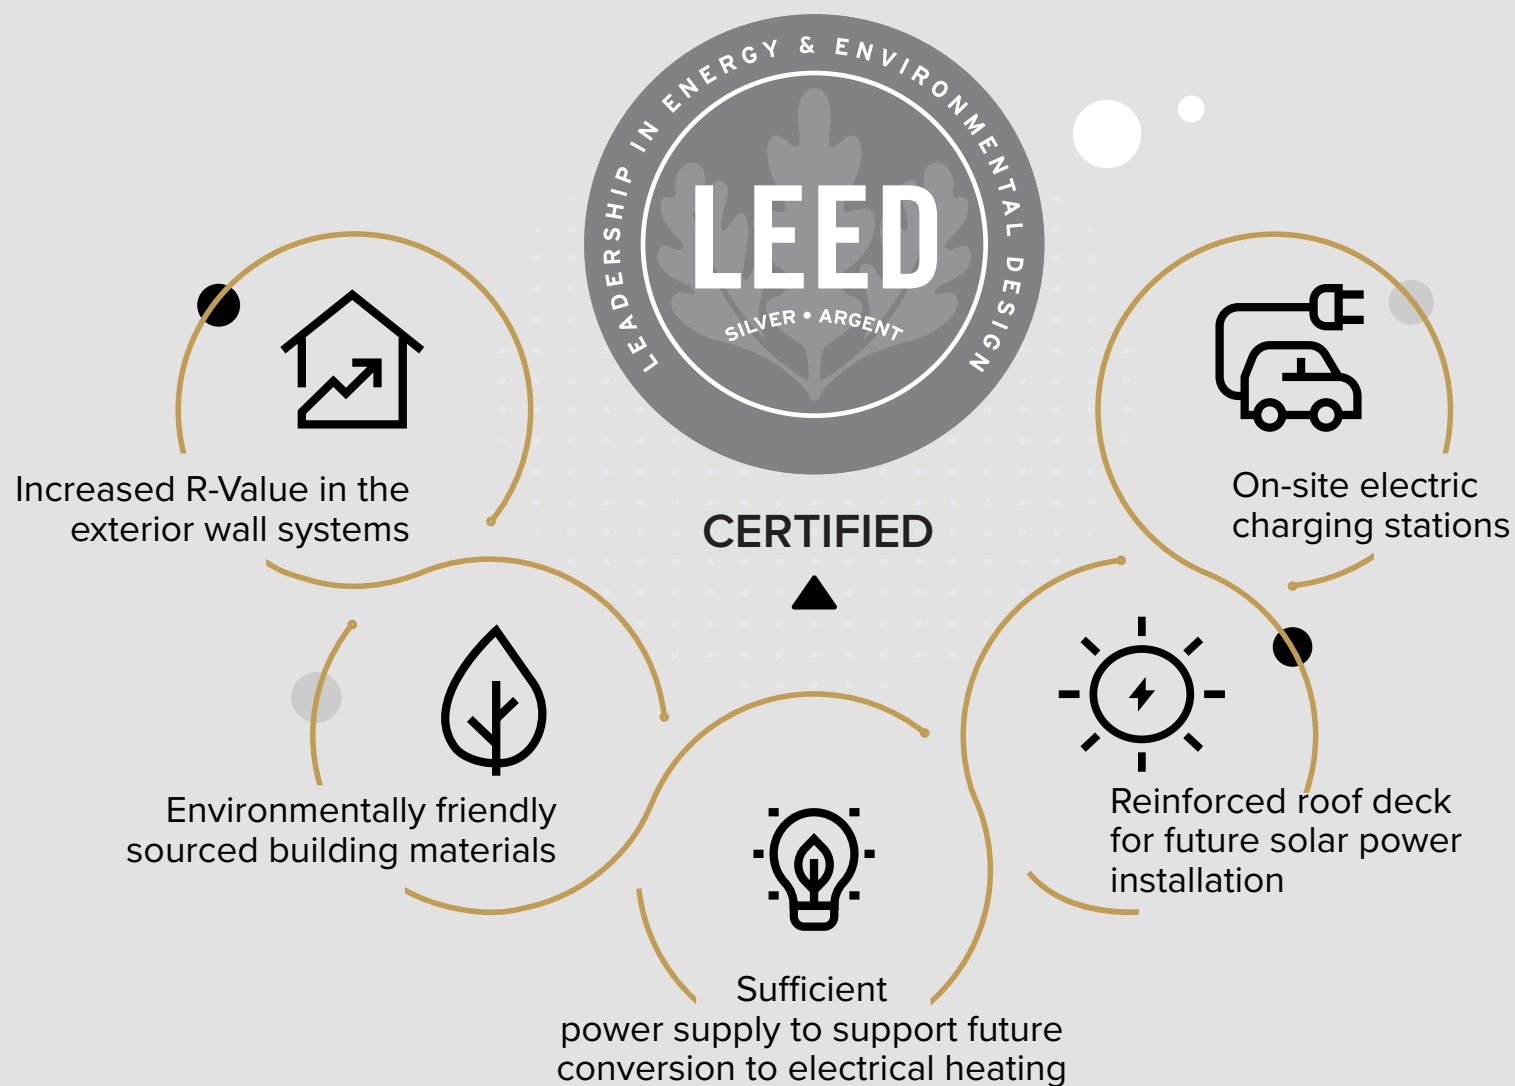 LEADERSHIP IN ENERGY & ENVIRONMENTAL DESIGN
LEED
SILVER • ARGENT
CERTIFIED
Increased R-Value in the
exterior wall systems
Environmentally friendly
sourced building materials
Sufficient
power supply to support future
conversion to electrical heating
Reinforced roof deck
for future solar power
installation
On-site electric
charging stations